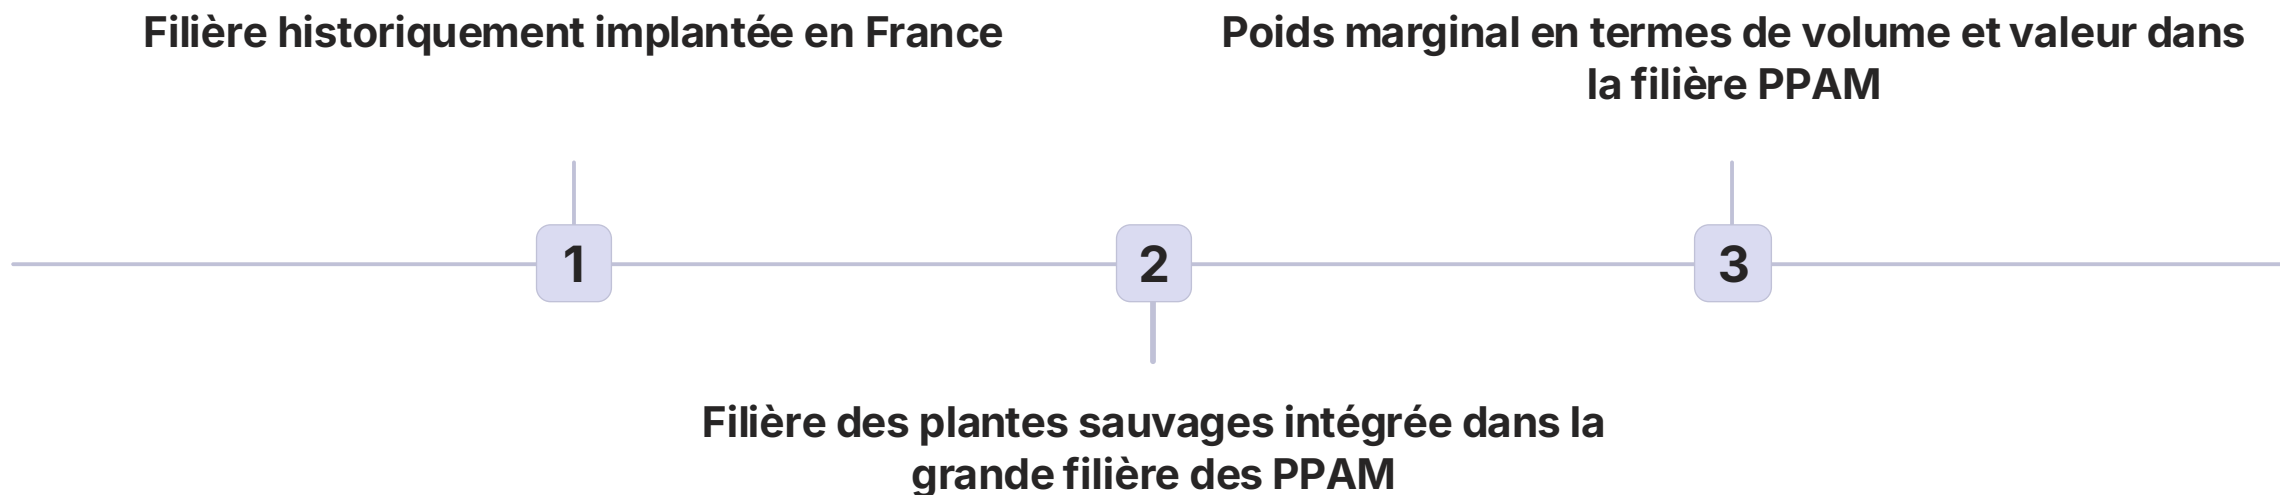 Filière historiquement implantée en France
Poids marginal en termes de volume et valeur dans
la filière PPAM
1
2
3
Filière des plantes sauvages intégrée dans la
grande filière des PPAM